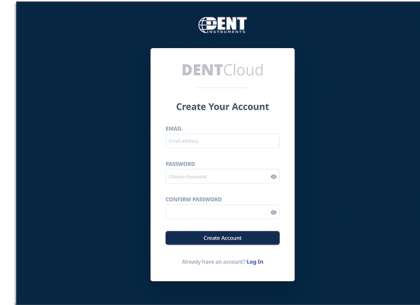 DENT
INSTRUMENTS
DENTCloud
Create Your Account
EMAIL
Email address
PASSWORD
Choose Password
CONFIRM PASSWORD
Create Account
Already have an account? Log In